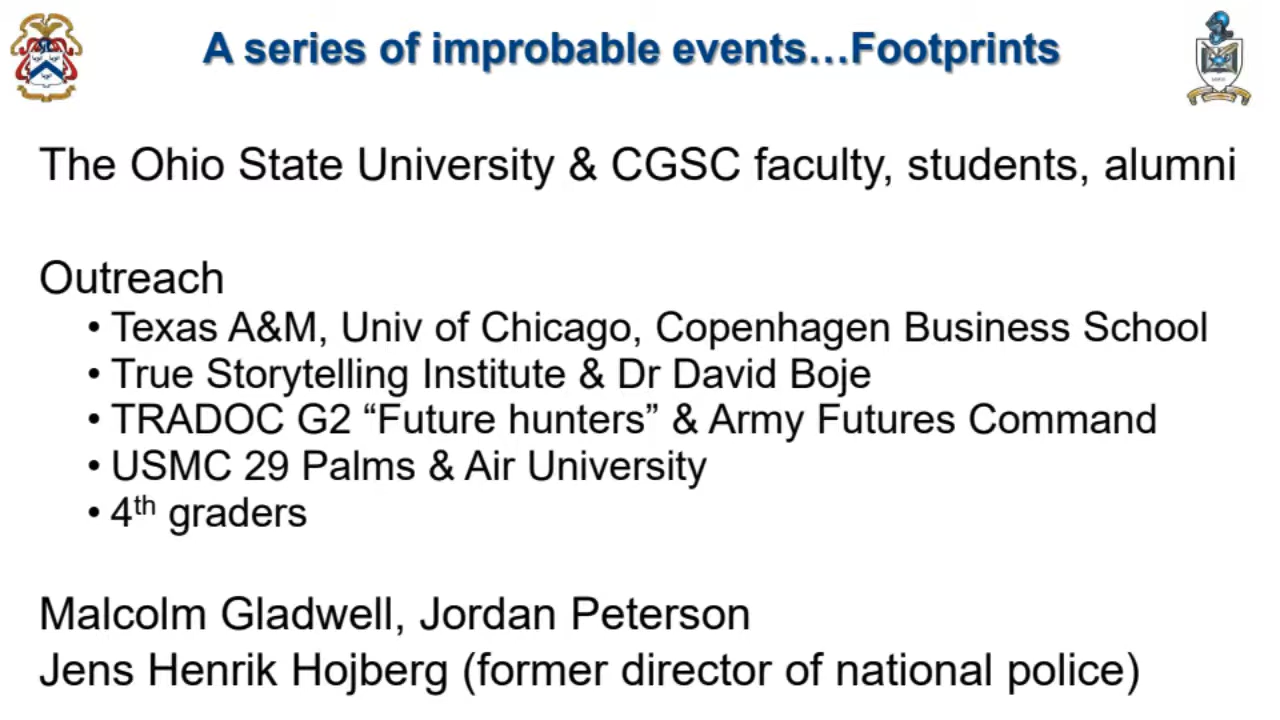 A series of improbable events…Footprints
The Ohio State University & CGSC faculty, students, alumni
Outreach
• Texas A&M, Univ of Chicago, Copenhagen Business School
• True Storytelling Institute & Dr David Boje
• TRADOC G2 “Future hunters” & Army Futures Command
• USMC 29 Palms & Air University
• 4th graders
Malcolm Gladwell, Jordan Peterson
Jens Henrik Hojberg (former director of national police)